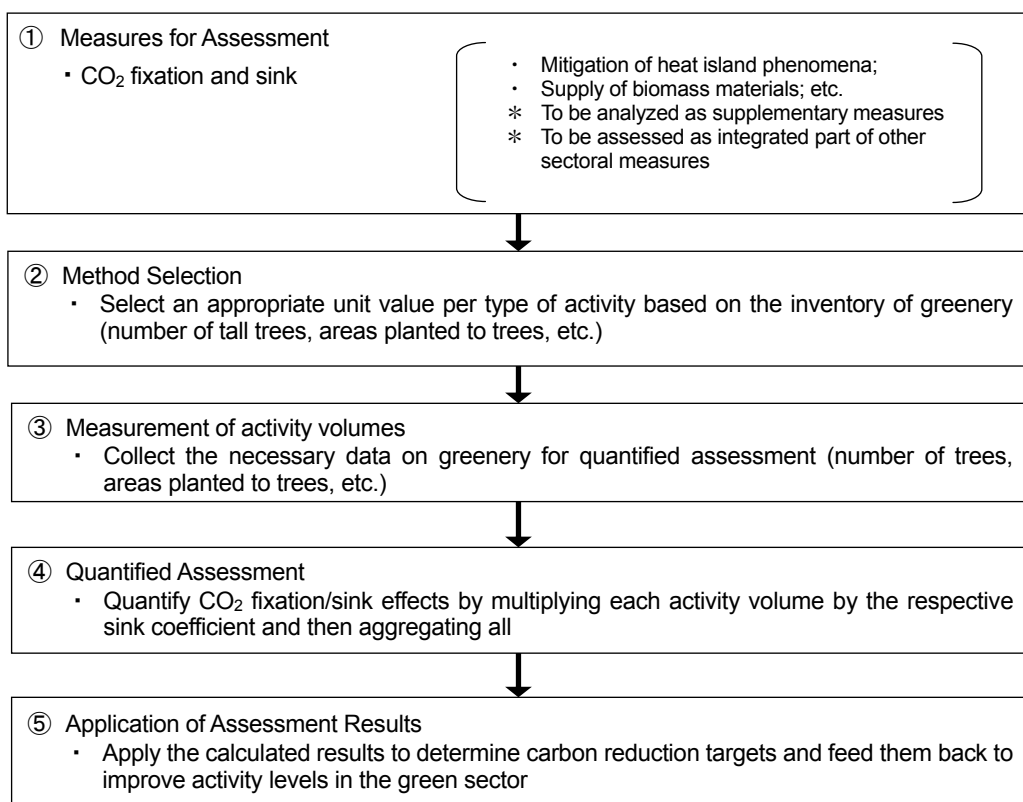 ① Measures for Assessment
・CO₂ fixation and sink
・ Mitigation of heat island phenomena;
・ Supply of biomass materials; etc.
＊ To be analyzed as supplementary measures
＊ To be assessed as integrated part of other
sectoral measures
② Method Selection
・ Select an appropriate unit value per type of activity based on the inventory of greenery
(number of tall trees, areas planted to trees, etc.)
③ Measurement of activity volumes
・ Collect the necessary data on greenery for quantified assessment (number of trees,
areas planted to trees, etc.)
④ Quantified Assessment
・ Quantify CO₂ fixation/sink effects by multiplying each activity volume by the respective
sink coefficient and then aggregating all
⑤ Application of Assessment Results
・ Apply the calculated results to determine carbon reduction targets and feed them back to
improve activity levels in the green sector